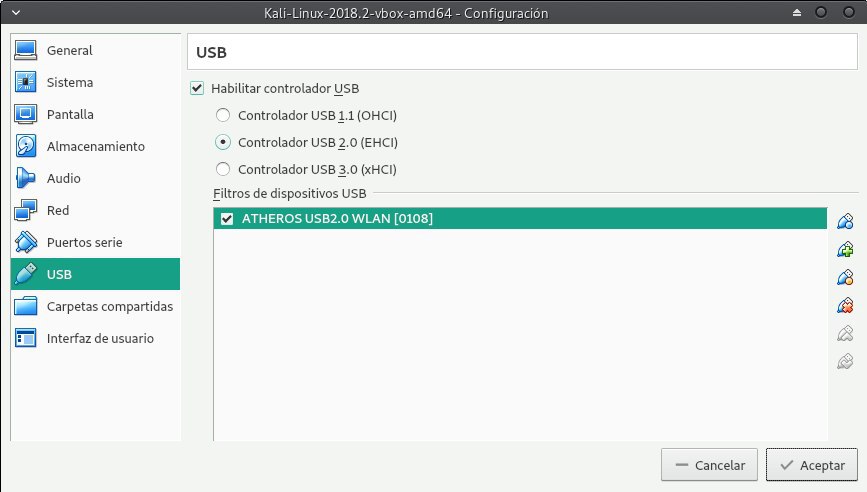 Kali-Linux-2018.2-vbox-amd64 - Configuración
General
Sistema
Pantalla
Almacenamiento
Audio
Red
Puertos serie
USB
Carpetas compartidas
Interfaz de usuario
USB
Habilitar controlador USB
Controlador USB 1.1 (OHCI)
Controlador USB 2.0 (EHCI)
Controlador USB 3.0 (xHCI)
Filtros de dispositivos USB
ATHEROS USB2.0 WLAN [0108]
Cancelar
Aceptar